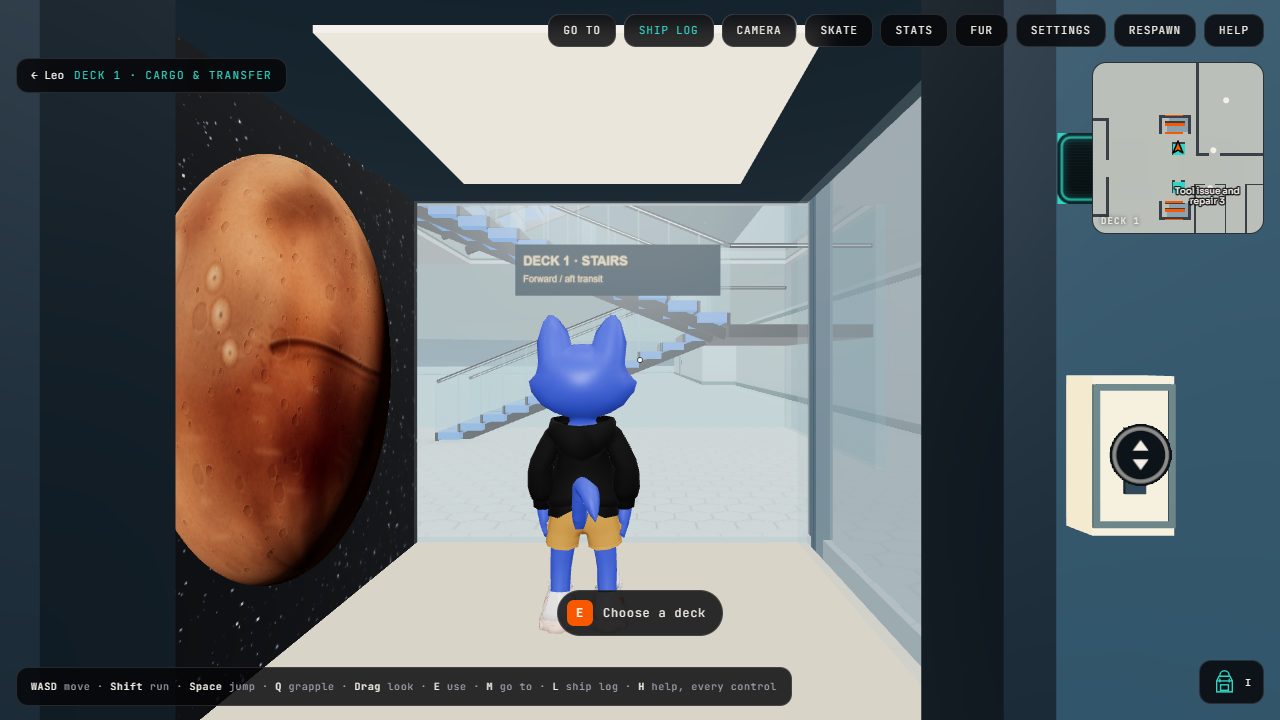 GO TO
SHIP LOG
CAMERA
SKATE
STATS
FUR
SETTINGS
RESPAWN
HELP
← Leo DECK 1 · CARGO & TRANSFER
Tool issue and
repair 3
DECK 1
DECK 1 · STAIRS
Forward / aft transit
E Choose a deck
WASD move · Shift run · Space jump · Q grapple · Drag look · E use · M go to · L ship log · H help, every control
I